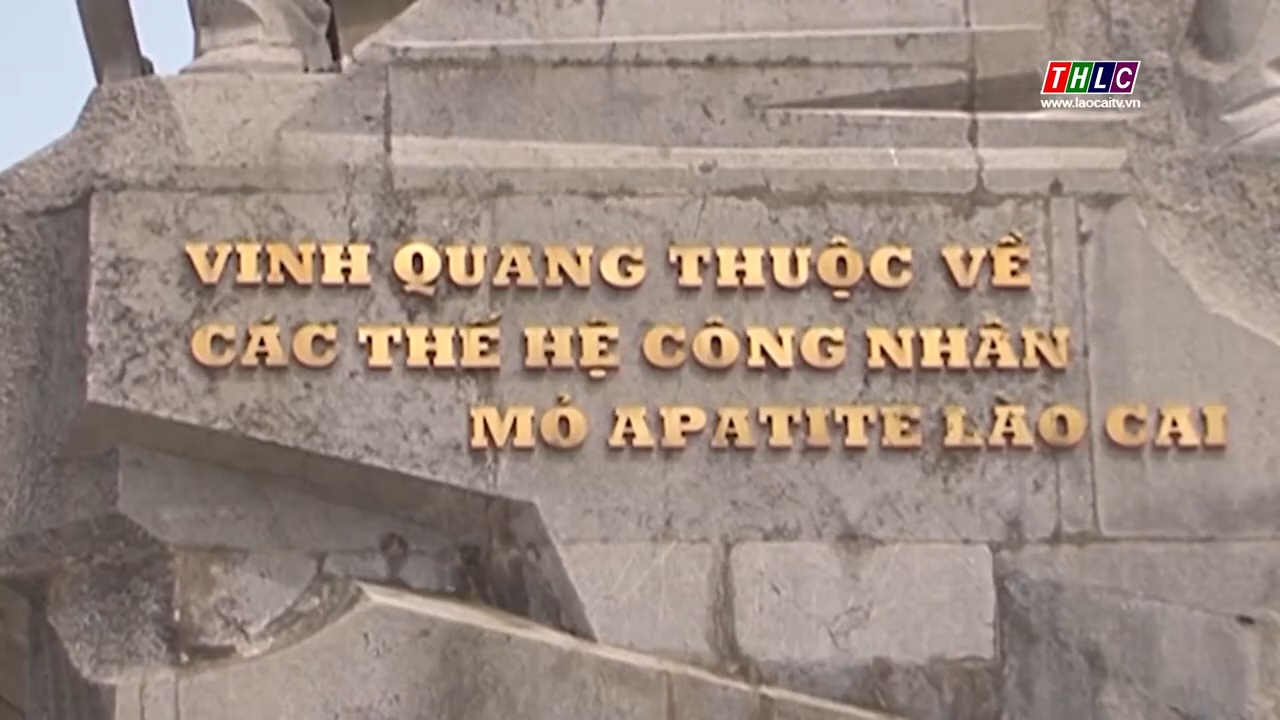 THLC
www.laocaitv.vn
VINH QUANG THUỘC VỀ
CÁC THẾ HỆ CÔNG NHÂN
MỎ APATITE LÀO CAI